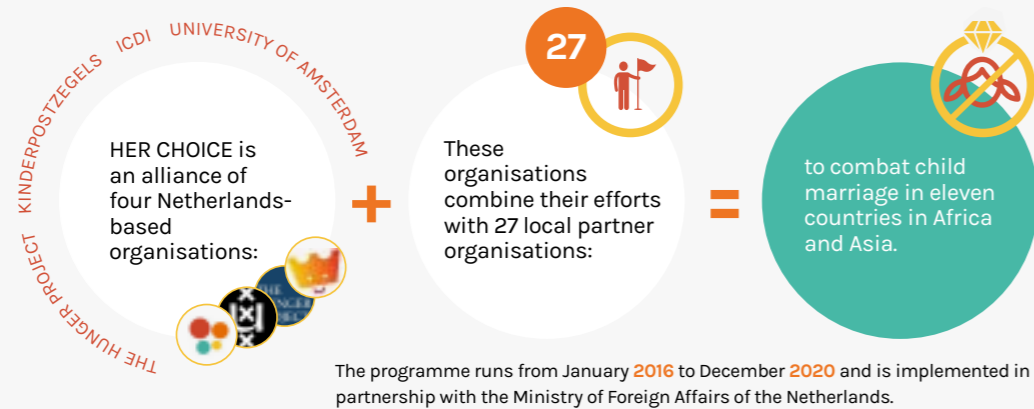 THE HUNGER PROJECT KINDERPOSTZEGELS ICDI UNIVERSITY OF AMSTERDAM
HER CHOICE is
an alliance of
four Netherlands-
based
organisations:
+
27
These
organisations
combine their efforts
with 27 local partner
organisations:
=
to combat child
marriage in eleven
countries in Africa
and Asia.
The programme runs from January 2016 to December 2020 and is implemented in
partnership with the Ministry of Foreign Affairs of the Netherlands.